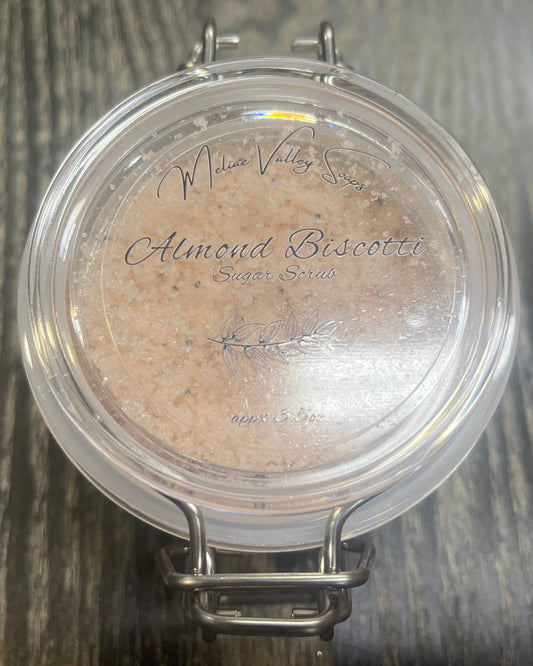 Meliae Valley Soaps
Almond Biscotti
Sugar Scrub
appx 3.5oz